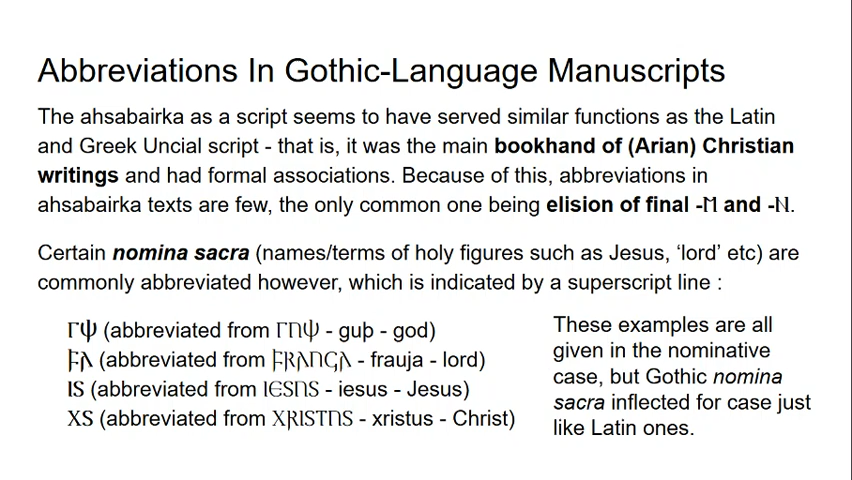 Abbreviations In Gothic-Language Manuscripts
The ahsabairka as a script seems to have served similar functions as the Latin
and Greek Uncial script - that is, it was the main bookhand of (Arian) Christian
writings and had formal associations. Because of this, abbreviations in
ahsabairka texts are few, the only common one being elision of final -𐌼 and -𐌽.
Certain nomina sacra (names/terms of holy figures such as Jesus, ‘lord’ etc) are
commonly abbreviated however, which is indicated by a superscript line :
𐌲𐌸 (abbreviated from 𐌲𐌿𐌸 - guþ - god)
𐍆𐌰 (abbreviated from 𐍆𐍂𐌰𐌿𐌾𐌰 - frauja - lord)
𐌹𐍃 (abbreviated from 𐌹𐌴𐍃𐌿𐍃 - iesus - Jesus)
𐍇𐍃 (abbreviated from 𐍇𐍂𐌹𐍃𐍄𐌿𐍃 - xristus - Christ)
These examples are all
given in the nominative
case, but Gothic nomina
sacra inflected for case just
like Latin ones.